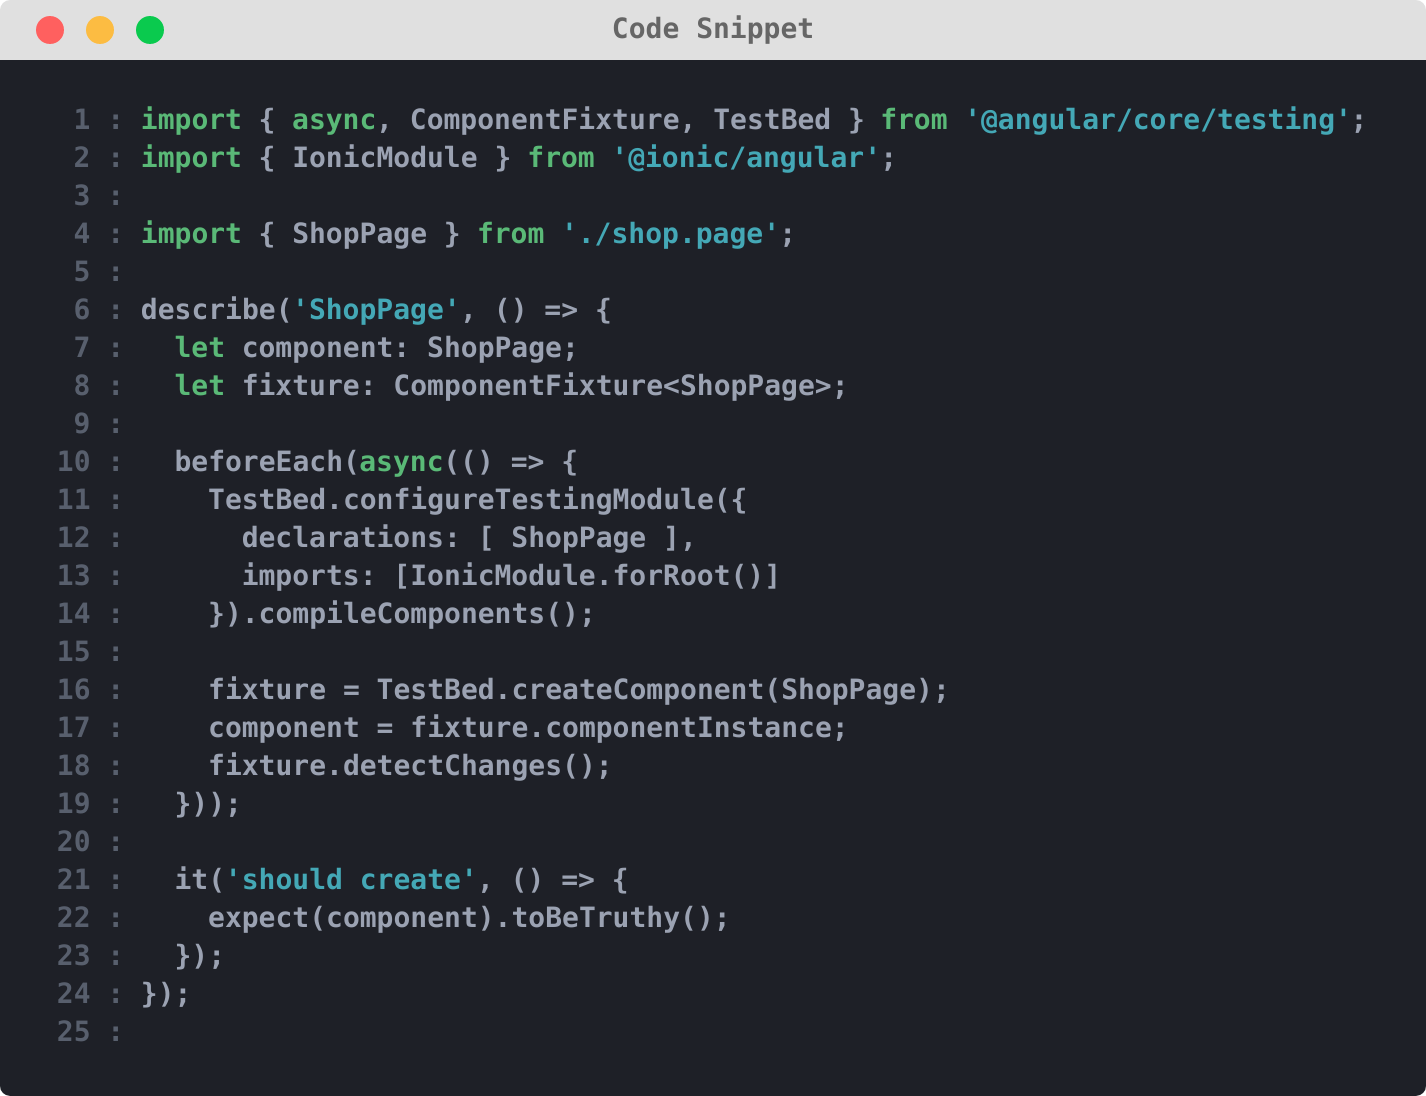 Code Snippet
1 : import { async, ComponentFixture, TestBed } from '@angular/core/testing';
2 : import { IonicModule } from '@ionic/angular';
3 :
4 : import { ShopPage } from './shop.page';
5 :
6 : describe('ShopPage', () => {
7 :   let component: ShopPage;
8 :   let fixture: ComponentFixture<ShopPage>;
9 :
10 :   beforeEach(async(() => {
11 :     TestBed.configureTestingModule({
12 :       declarations: [ ShopPage ],
13 :       imports: [IonicModule.forRoot()]
14 :     }).compileComponents();
15 :
16 :     fixture = TestBed.createComponent(ShopPage);
17 :     component = fixture.componentInstance;
18 :     fixture.detectChanges();
19 :   }));
20 :
21 :   it('should create', () => {
22 :     expect(component).toBeTruthy();
23 :   });
24 : });
25 :